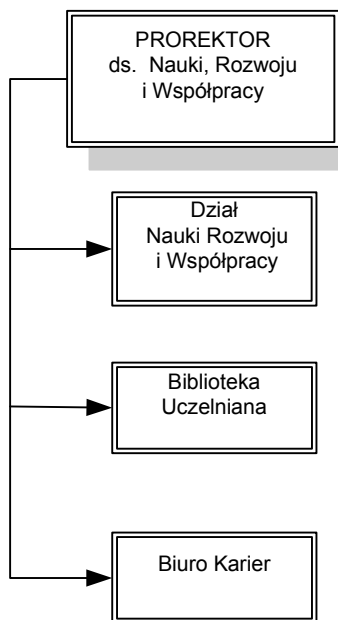 PROREKTOR
ds. Nauki, Rozwoju
i Współpracy
Dział
Nauki Rozwoju
i Współpracy
Biblioteka
Uczelniana
Biuro Karier